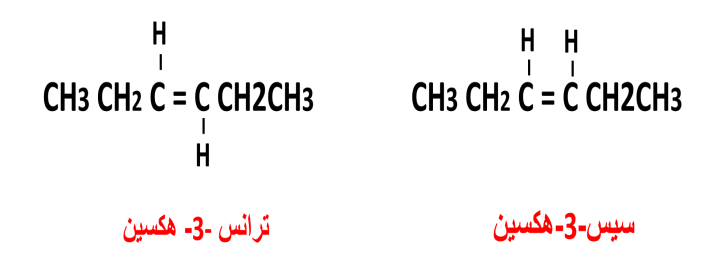 H
H H
CH3 CH2 C = C CH2CH3
CH3 CH2 C = C CH2CH3
H
ترانس -3- هكسين
سيس-3-هكسين